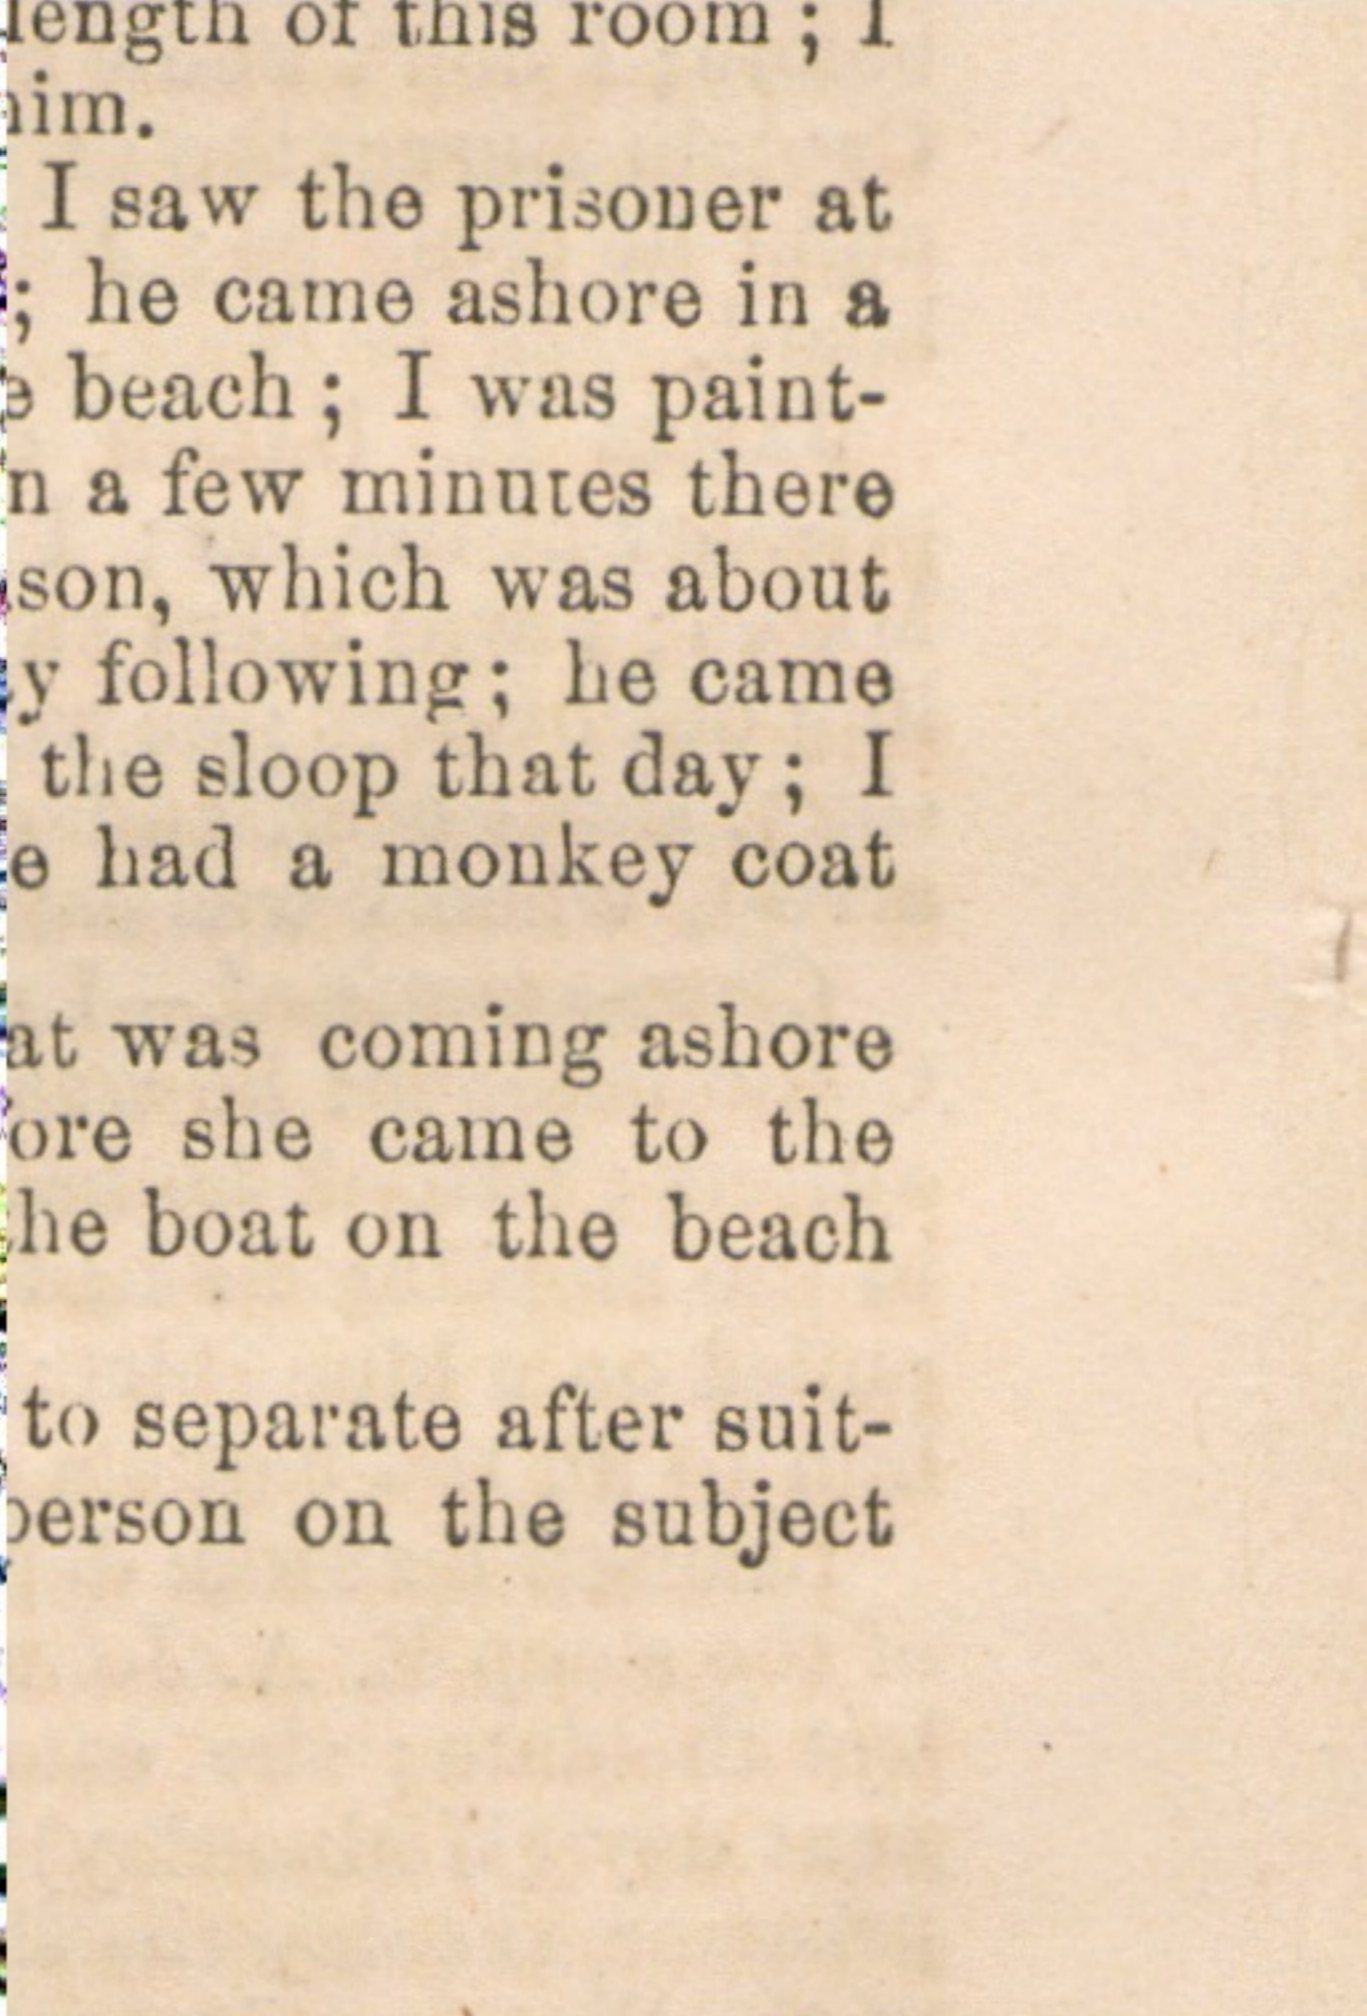 length of this room ; I
him.
I saw the prisoner at
; he came ashore in a
beach ; I was paint-
n a few minutes there
son, which was about
y following ; he came
the sloop that day ; I
e had a monkey coat
at was coming ashore
ore she came to the
he boat on the beach
to separate after suit-
person on the subject